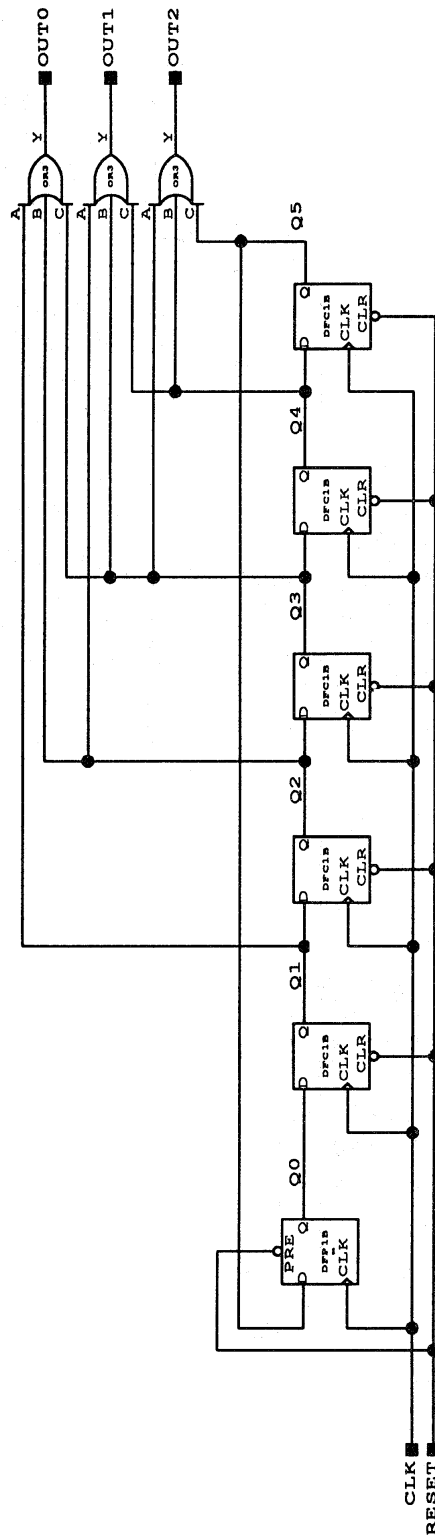 OUT0
OUT1
OUT2
Y
Y
Y
OR3
OR3
OR3
A
B
C
A
B
C
A
B
C
Q0
Q1
Q2
Q3
Q4
Q5
PRE
D
Q
DFP1B
CLK
D
Q
DFC1B
CLK
CLR
D
Q
DFC1B
CLK
CLR
D
Q
DFC1B
CLK
CLR
D
Q
DFC1B
CLK
CLR
D
Q
DFC1B
CLK
CLR
CLK
RESET